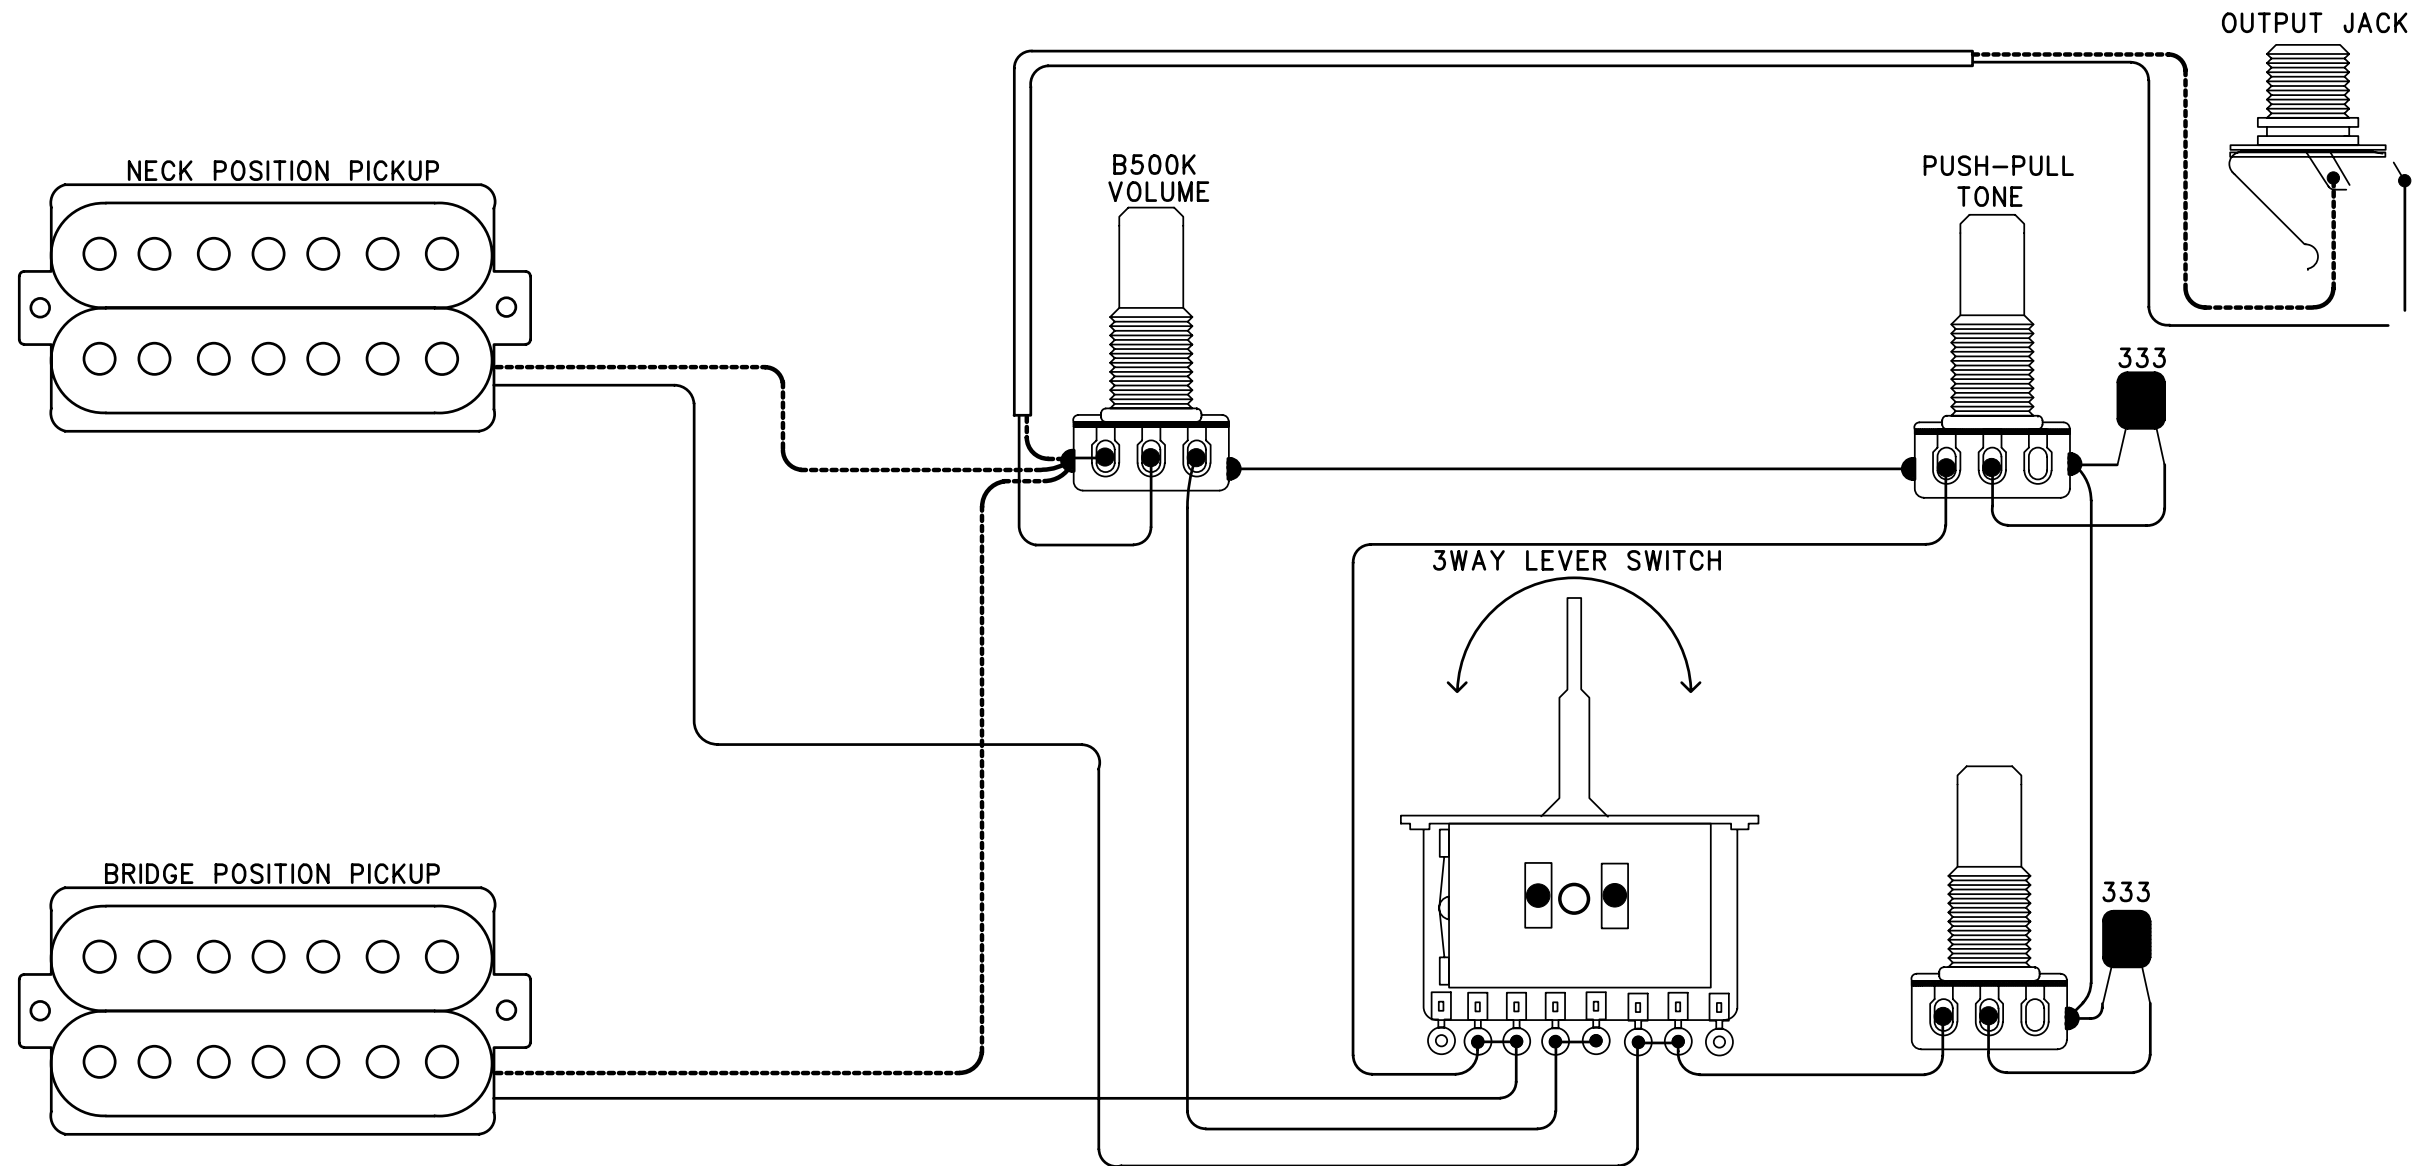 OUTPUT JACK
NECK POSITION PICKUP
B500K
VOLUME
PUSH-PULL
TONE
333
3WAY LEVER SWITCH
BRIDGE POSITION PICKUP
333